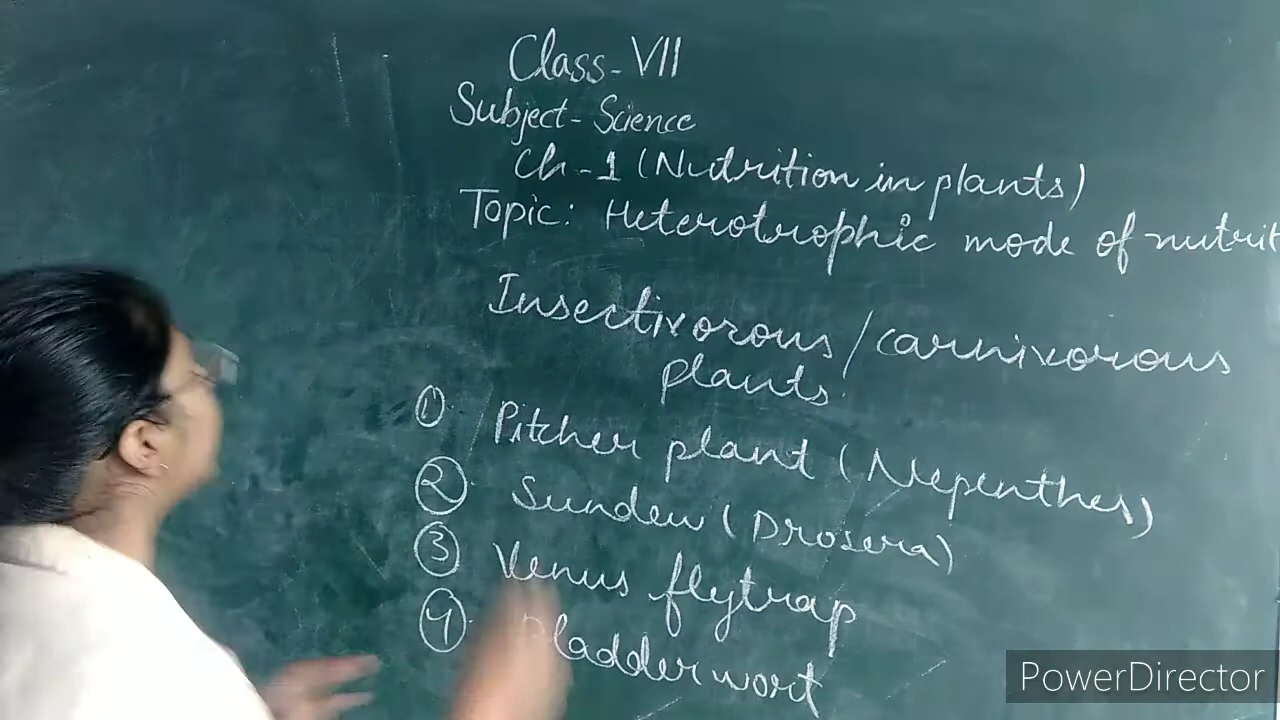 Class-VII
Subject-Science
Ch-1 (Nutrition in plants)
Topic: Heterotrophic mode of nutrit
Insectivorous/carnivorous
plants
① Pitcher plant (Nepenthes)
② Sundew (Drosera)
③ Venus flytrap
④ Bladderwort
PowerDirector